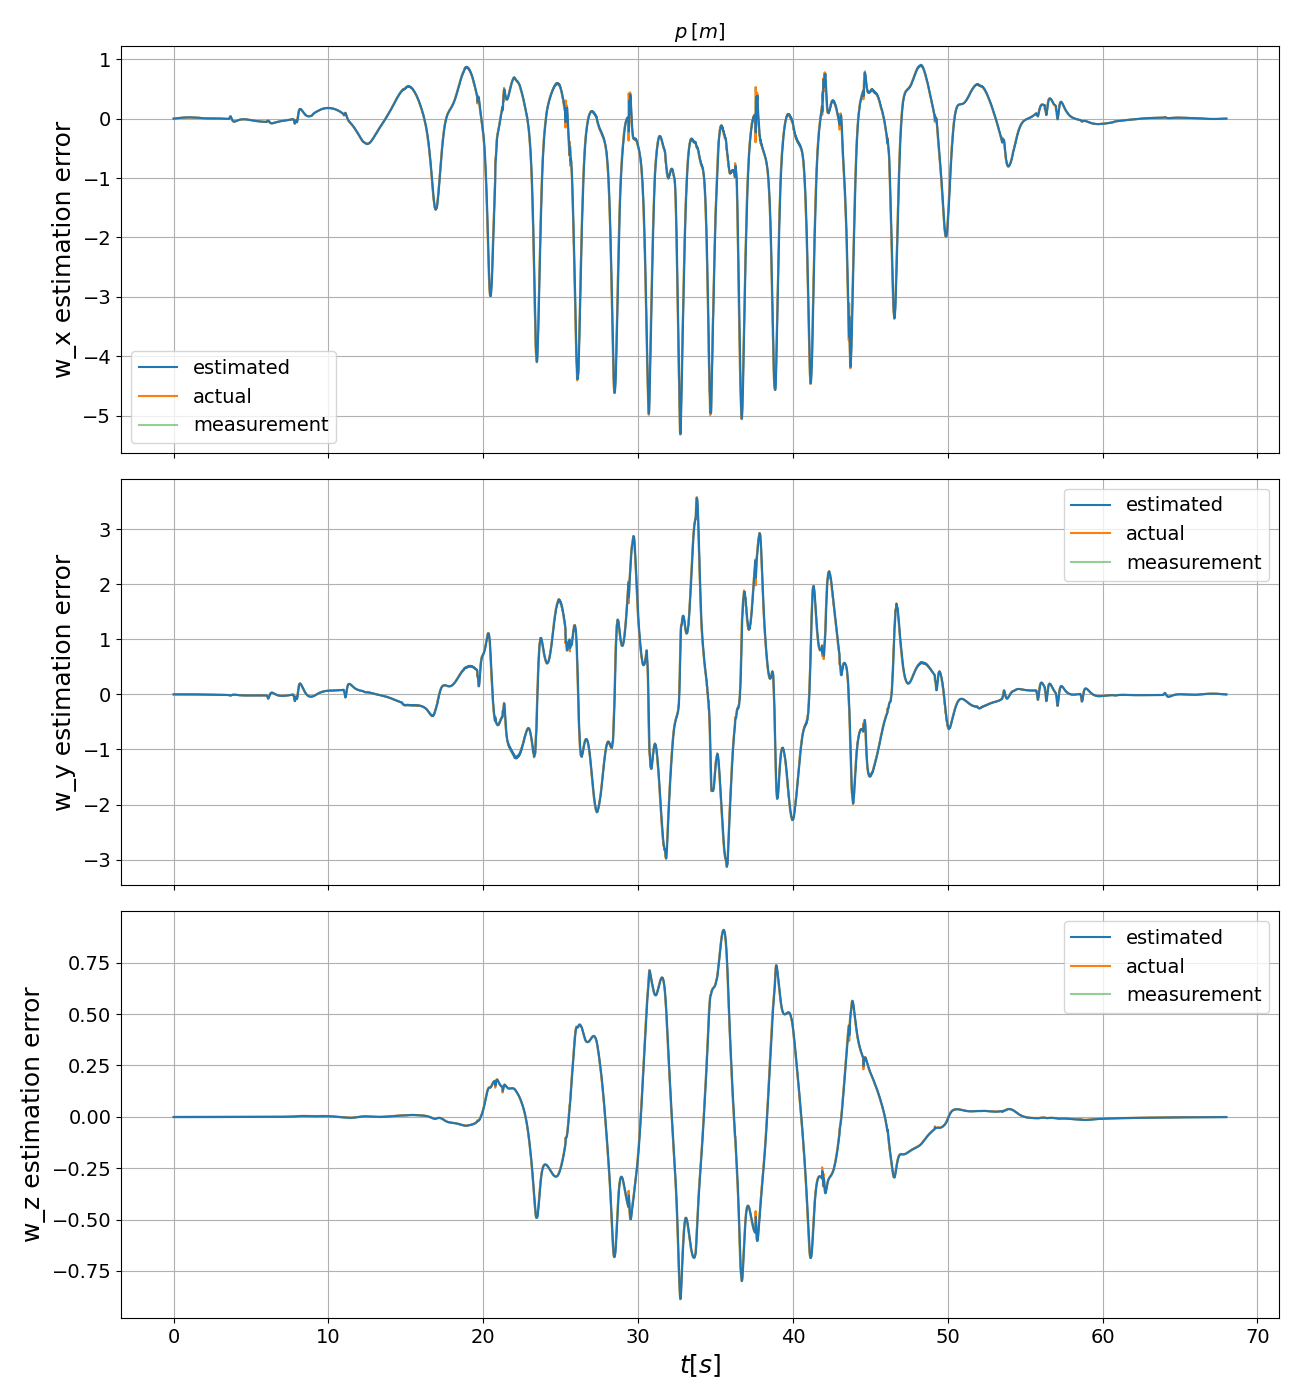 p [m]
w_x estimation error
1
0
−1
−2
−3
−4
−5
estimated
actual
measurement
w_y estimation error
3
2
1
0
−1
−2
−3
estimated
actual
measurement
w_z estimation error
0.75
0.50
0.25
0.00
−0.25
−0.50
−0.75
estimated
actual
measurement
0 10 20 30 40 50 60 70
t[s]